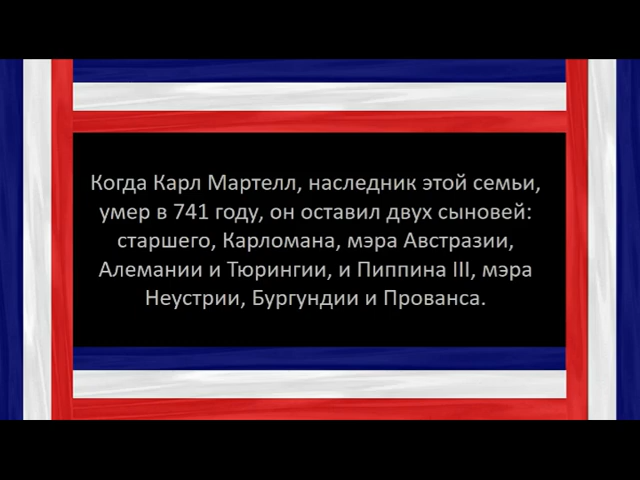 Когда Карл Мартелл, наследник этой семьи,
умер в 741 году, он оставил двух сыновей:
старшего, Карломана, мэра Австразии,
Алемании и Тюрингии, и Пиппина III, мэра
Неустрии, Бургундии и Прованса.